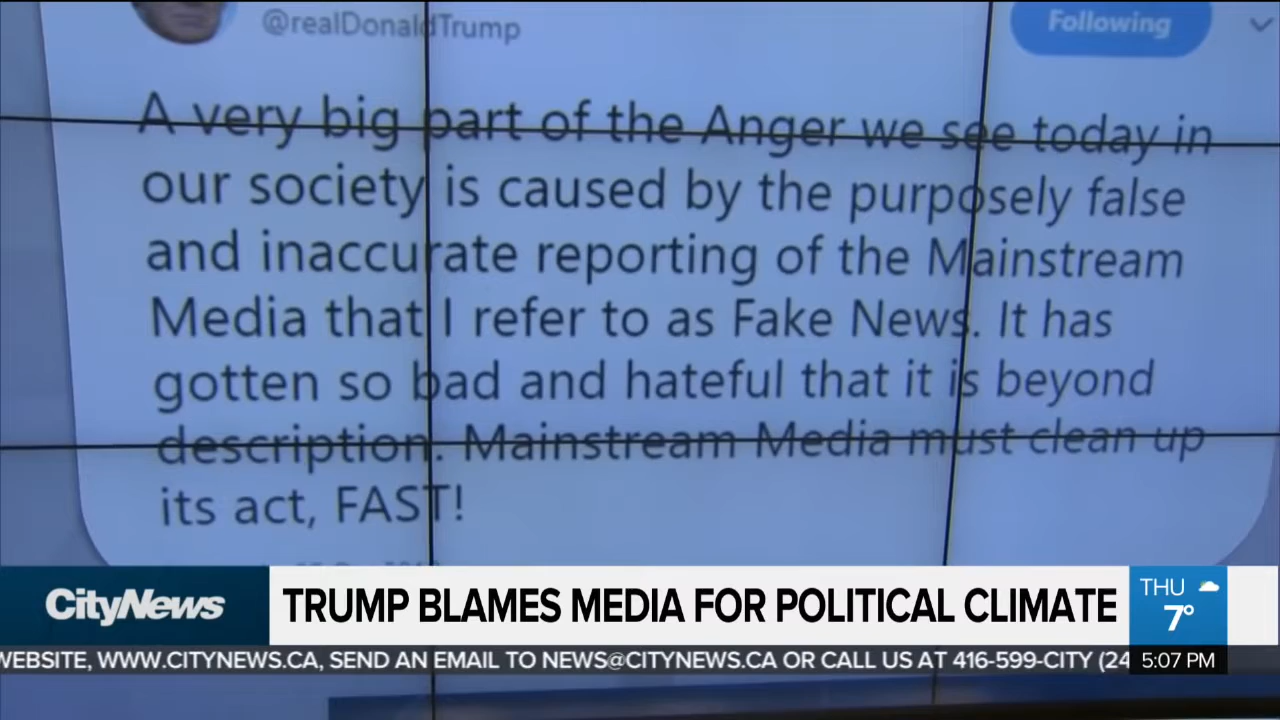 @realDonaldTrump
Following
A very big part of the Anger we see today in
our society is caused by the purposely false
and inaccurate reporting of the Mainstream
Media that I refer to as Fake News. It has
gotten so bad and hateful that it is beyond
description. Mainstream Media must clean up
its act, FAST!
CityNews
TRUMP BLAMES MEDIA FOR POLITICAL CLIMATE
THU
7°
WEBSITE, WWW.CITYNEWS.CA, SEND AN EMAIL TO NEWS@CITYNEWS.CA OR CALL US AT 416-599-CITY (24
5:07 PM